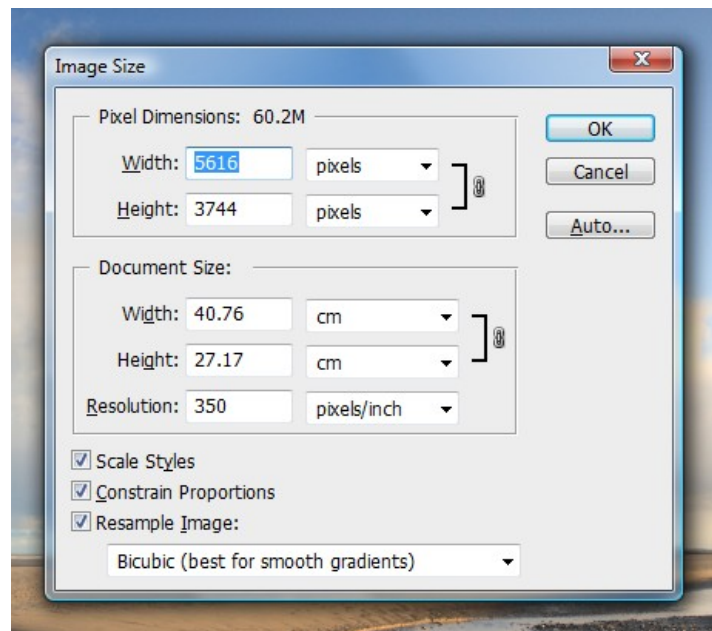 Image Size
Pixel Dimensions: 60.2M
Width: 5616 pixels
Height: 3744 pixels
Document Size:
Width: 40.76 cm
Height: 27.17 cm
Resolution: 350 pixels/inch
Scale Styles
Constrain Proportions
Resample Image:
Bicubic (best for smooth gradients)
OK
Cancel
Auto...